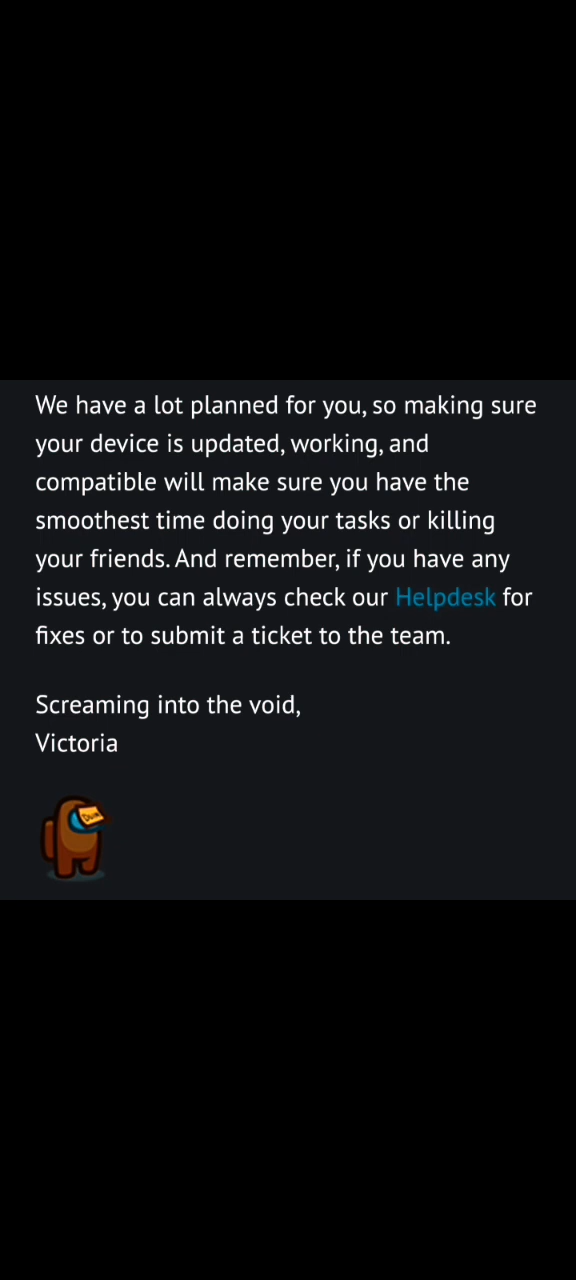 We have a lot planned for you, so making sure
your device is updated, working, and
compatible will make sure you have the
smoothest time doing your tasks or killing
your friends. And remember, if you have any
issues, you can always check our Helpdesk for
fixes or to submit a ticket to the team.
Screaming into the void,
Victoria
Dum